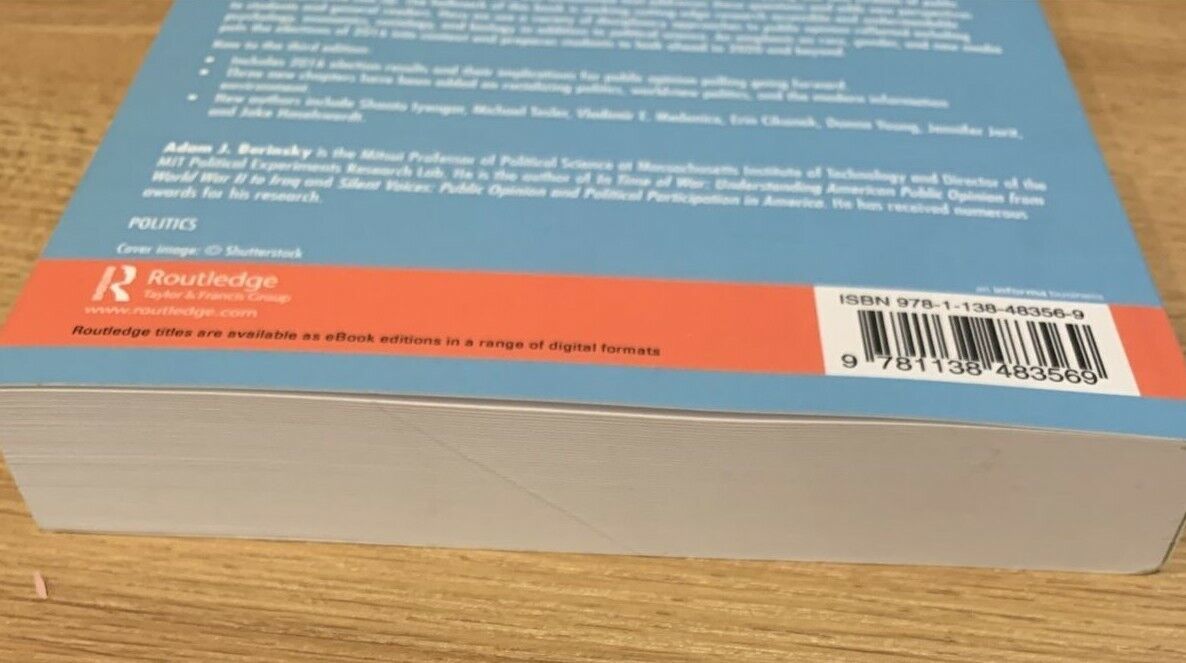 New to the third edition:
• Includes 2016 election results and their implications for public opinion polling going forward.
• Three new chapters have been added on racializing politics, worldview politics, and the modern information
environment.
• New authors include Shanto Iyengar, Michael Tesler, Vladimir E. Medenica, Erin Cikanek, Danna Young, Jennifer Jerit,
and Jake
Adam J. Berinsky is the Mitsui Professor of Political Science at Massachusetts Institute of Technology and Director of the
MIT Political Experiments Research Lab. He is the author of In Time of War: Understanding American Public Opinion from
World War II to Iraq and Silent Voices: Public Opinion and Political Participation in America. He has received numerous
awards for his research.
POLITICS
Cover image: © Shutterstock
Routledge
Taylor & Francis Group
www.routledge.com
an informa business
Routledge titles are available as eBook editions in a range of digital formats
ISBN 978-1-138-48356-9
9 781138 483569